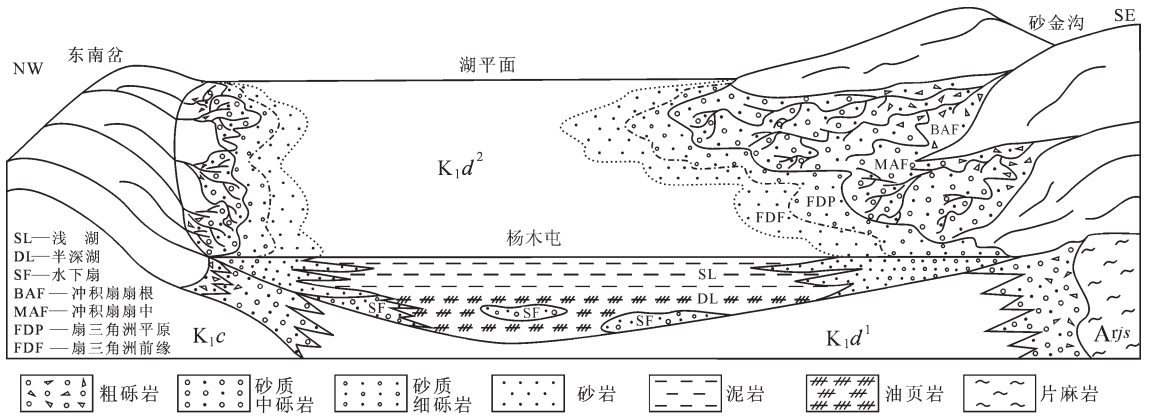 SE
砂金沟
东南岔
NW
湖平面
BAF
MAF
K₁d²
FDP
FDF
杨木屯
SL—浅 湖
DL—半深湖
SF—水下扇
BAF—冲积扇扇根
MAF—冲积扇扇中
FDP—扇三角洲平原
FDF—扇三角洲前缘
SL
DL
SF
SF
SF
K₁c
K₁d¹
Arjs
粗砾岩
砂质
中砾岩
砂质
细砾岩
砂岩
泥岩
油页岩
片麻岩